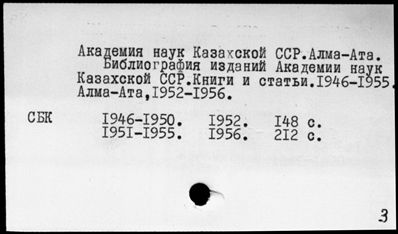 Академия наук Казахской ССР.Алма-Ата.
Библиография изданий Академии наук
Казахской ССР.Книги и статьи.1946-1955.
Алма-Ата,1952-1956.
СБК 1946-1950. 1952. 148 с.
1951-1955. 1956. 212 с.
3